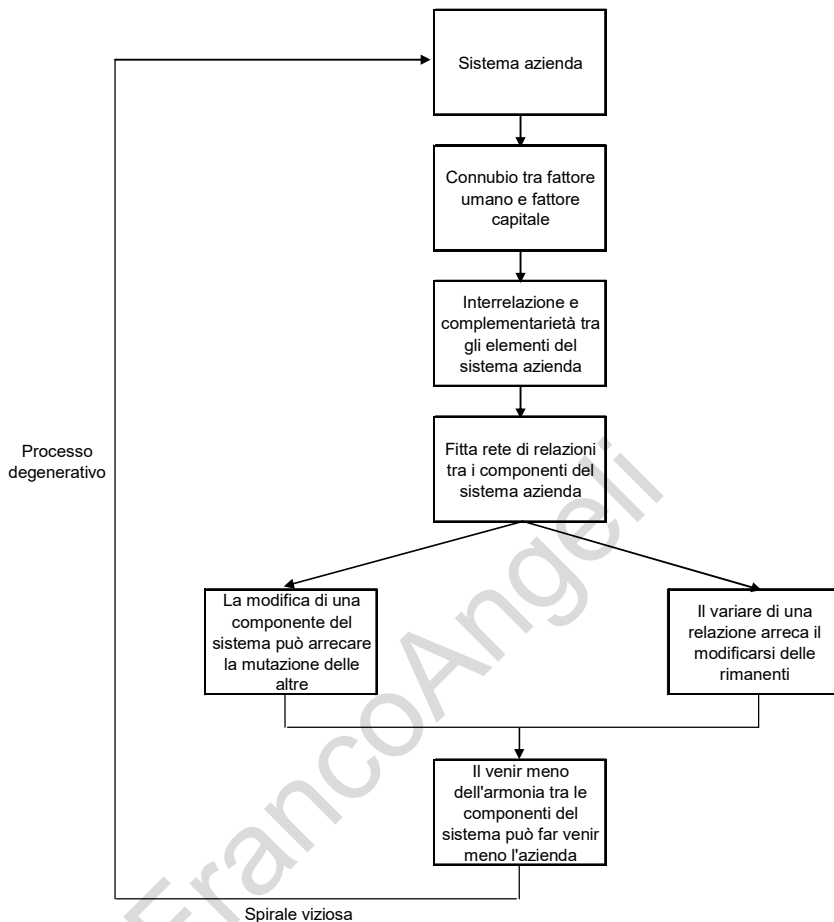 Sistema azienda
Connubio tra fattore
umano e fattore
capitale
Interrelazione e
complementarietà tra
gli elementi del
sistema azienda
Fitta rete di relazioni
tra i componenti del
sistema azienda
Processo
degenerativo
La modifica di una
componente del
sistema può arrecare
la mutazione delle
altre
Il variare di una
relazione arreca il
modificarsi delle
rimanenti
Il venir meno
dell'armonia tra le
componenti del
sistema può far venir
meno l'azienda
Spirale viziosa
FrancoAngeli